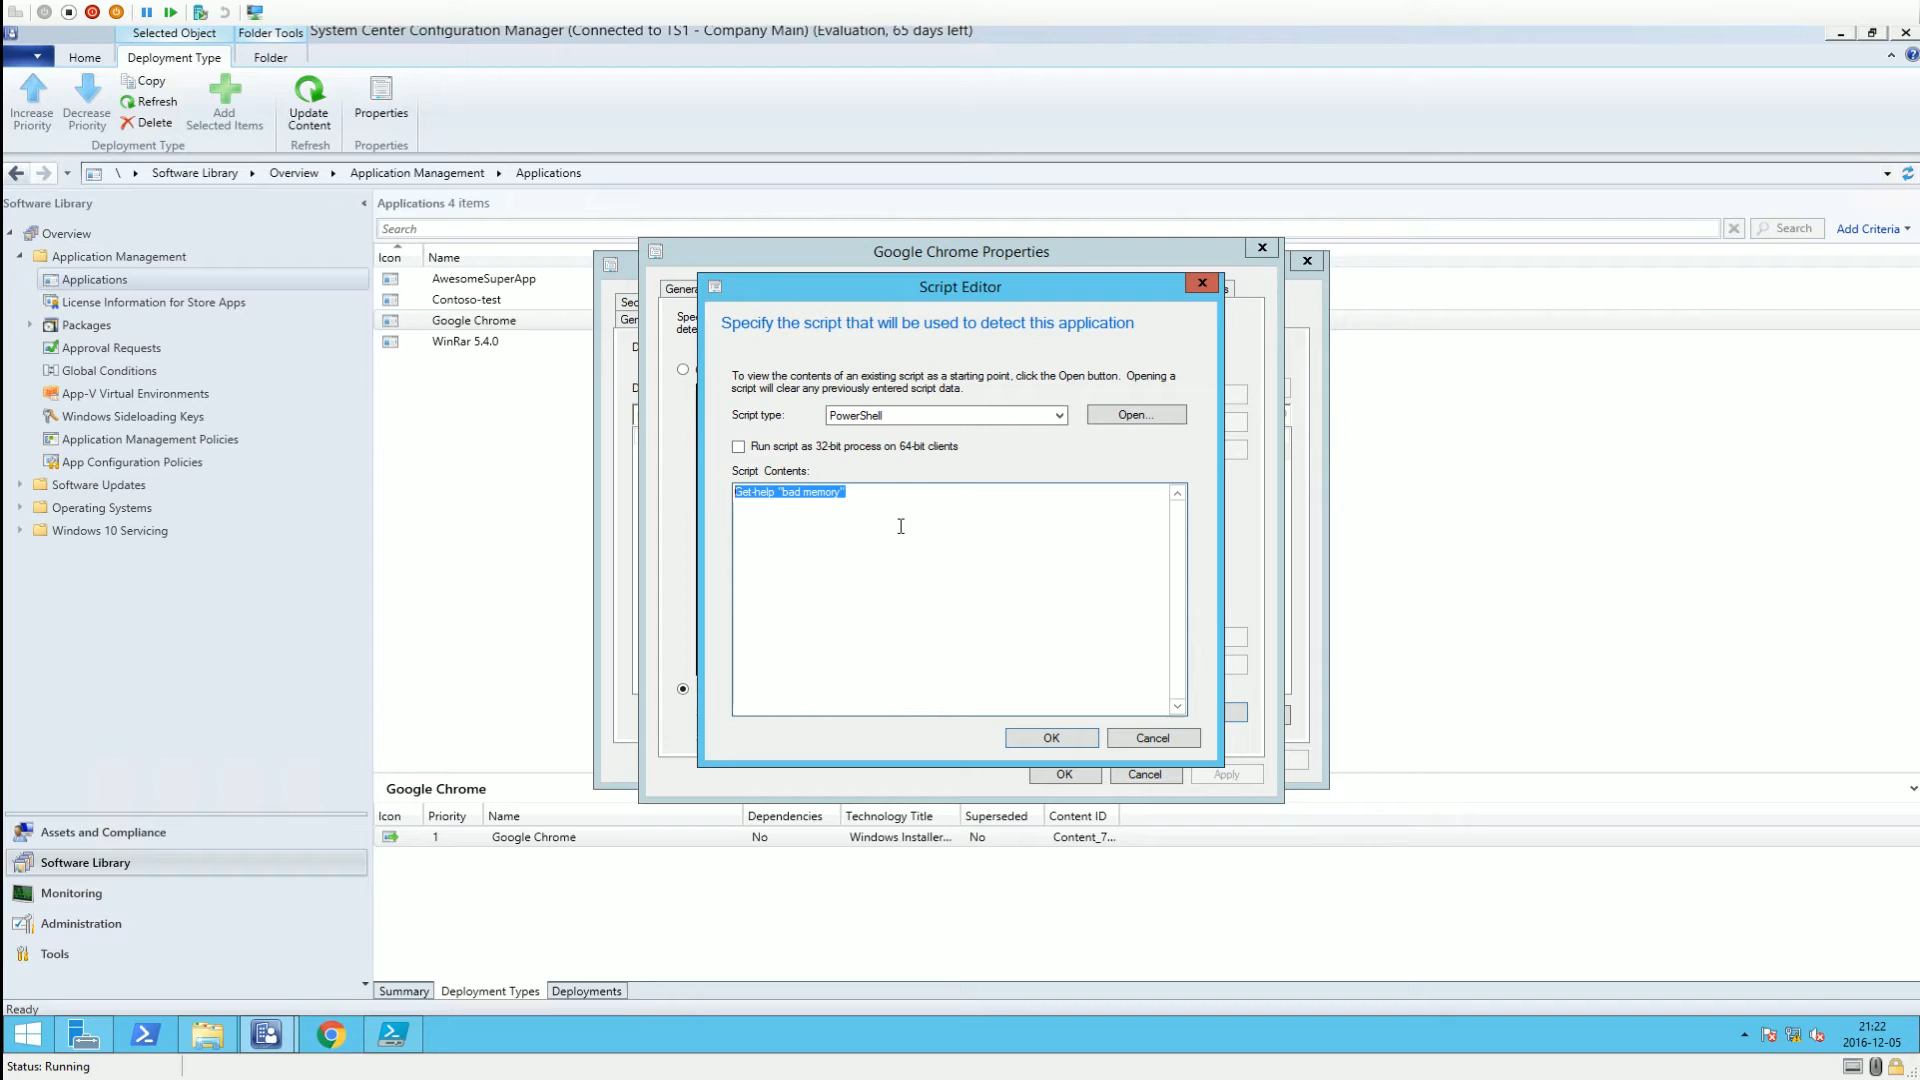 Selected Object
Folder Tools
System Center Configuration Manager (Connected to TS1 - Company Main) (Evaluation, 65 days left)
Home
Deployment Type
Folder
Increase Priority
Decrease Priority
Copy
Refresh
Delete
Add Selected Items
Update Content
Properties
Deployment Type
Refresh
Properties
\ Software Library Overview Application Management Applications
Software Library
Overview
Application Management
Applications
License Information for Store Apps
Packages
Approval Requests
Global Conditions
App-V Virtual Environments
Windows Sideloading Keys
Application Management Policies
App Configuration Policies
Software Updates
Operating Systems
Windows 10 Servicing
Assets and Compliance
Software Library
Monitoring
Administration
Tools
Applications 4 items
Search
Search
Add Criteria
Icon Name
AwesomeSuperApp
Contoso-test
Google Chrome
WinRar 5.4.0
Google Chrome Properties
Script Editor
Specify the script that will be used to detect this application
To view the contents of an existing script as a starting point, click the Open button. Opening a
script will clear any previously entered script data.
Script type:
PowerShell
Open...
Run script as 32-bit process on 64-bit clients
Script Contents:
Get-help "bad memory"
OK
Cancel
OK
Cancel
Apply
Google Chrome
Icon Priority Name Dependencies Technology Title Superseded Content ID
1 Google Chrome No Windows Installer... No Content_7...
Summary
Deployment Types
Deployments
Ready
21:22
2016-12-05
Status: Running